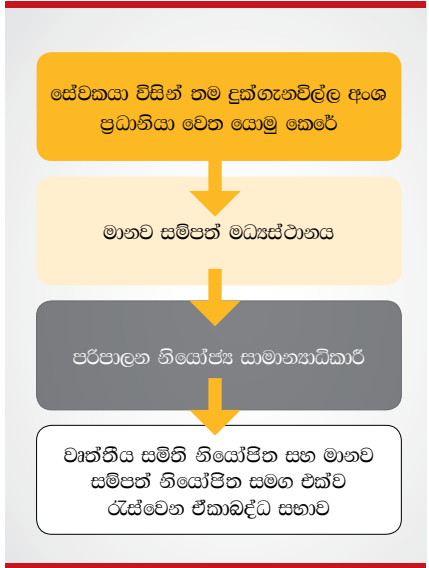 සේවකයා විසින් තම දුක්ගැනවිල්ල අංශ
ප්‍රධානියා වෙත යොමු කෙරේ
මානව සම්පත් මධ්‍යස්ථානය
පරිපාලන නියෝජ්‍ය සාමාන්‍යාධිකාරී
වෘත්තීය සමිති නියෝජිත සහ මානව
සම්පත් නියෝජිත සමග එක්ව
රැස්වෙන ඒකාබද්ධ සභාව